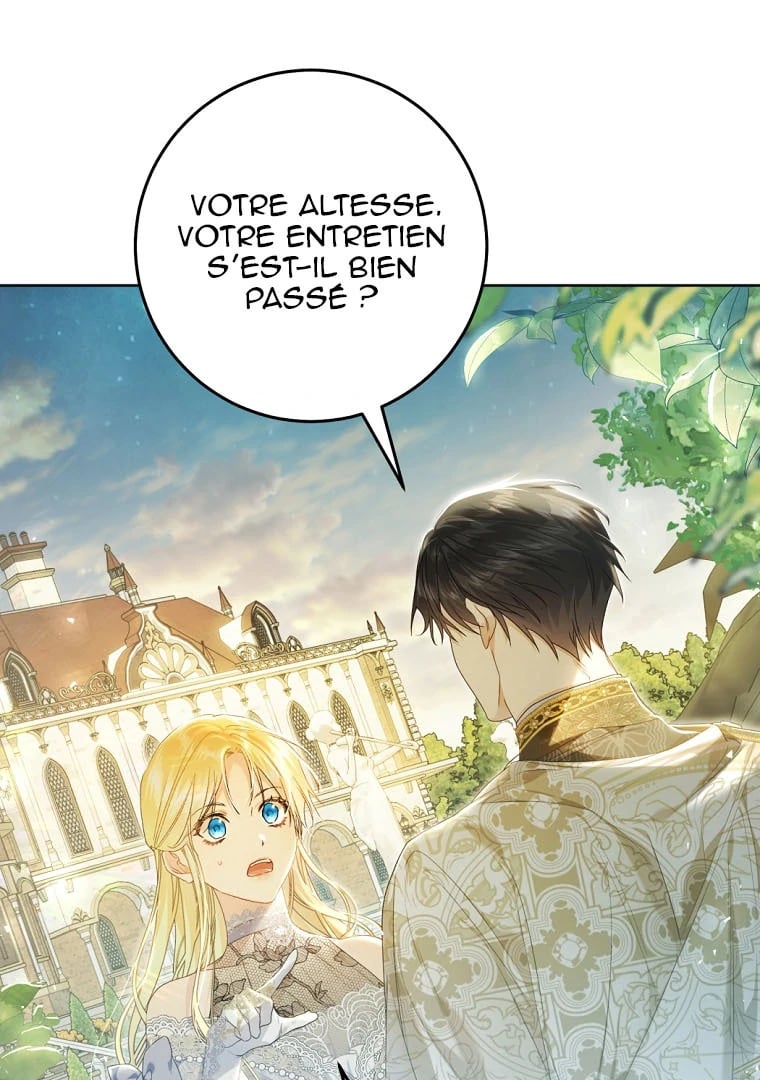 VOTRE ALTESSE,
VOTRE ENTRETIEN
S'EST-IL BIEN
PASSÉ ?